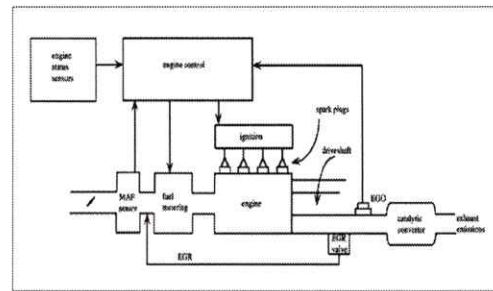 engine
status
sensors
engine control
ignition
spark plugs
driveshaft
MAF
sensor
fuel
metering
engine
EGO
catalytic
converter
exhaust
emissions
EGR
valve
EGR